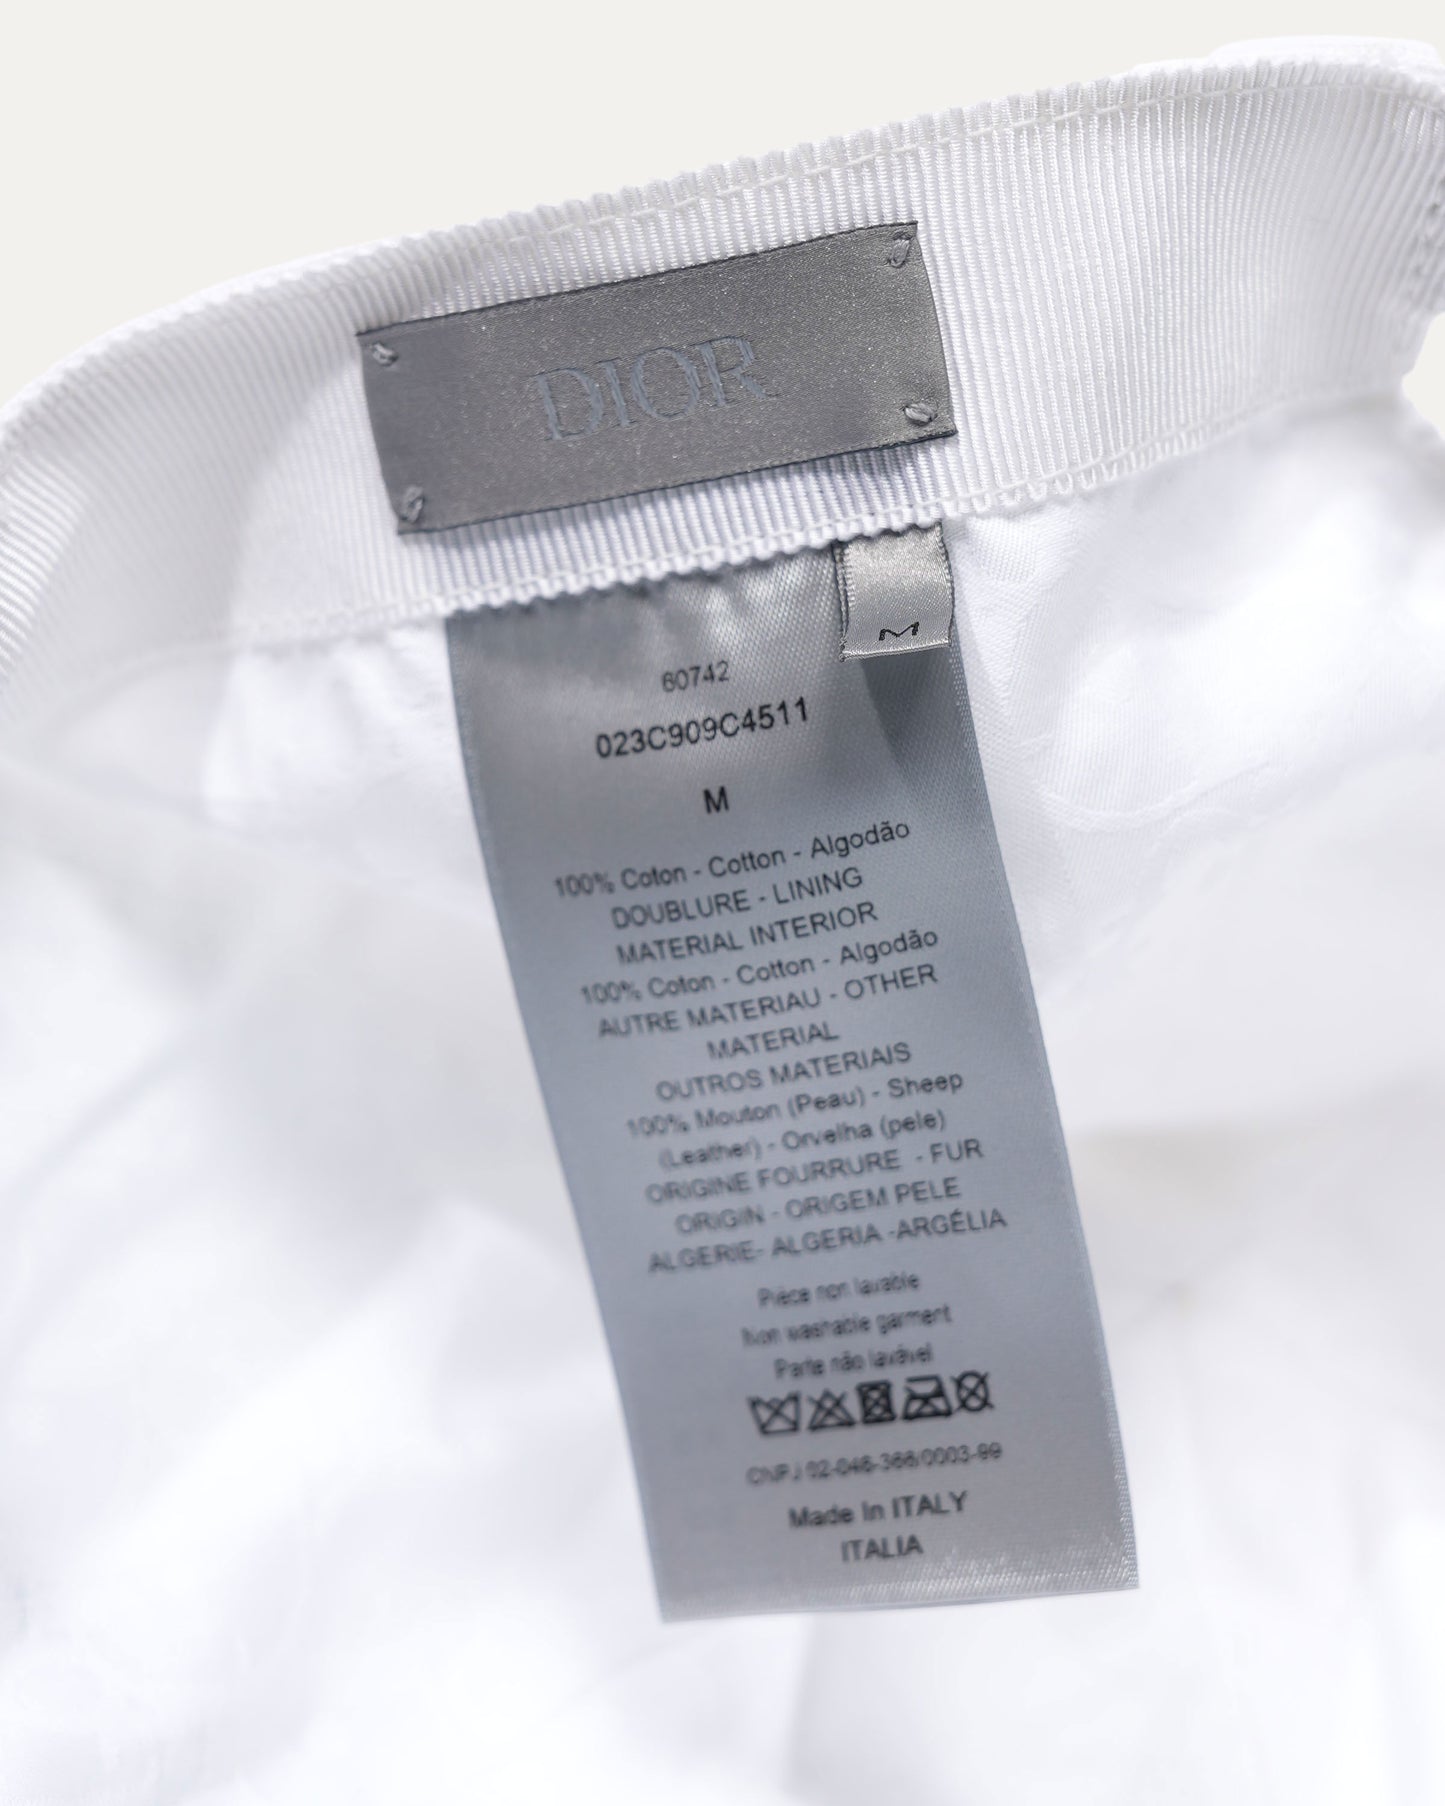 DIOR
M
60742
023C909C4511
M
100% Coton - Cotton - Algodão
DOUBLURE - LINING
MATERIAL INTERIOR
100% Coton - Cotton - Algodão
AUTRE MATERIAU - OTHER
MATERIAL
OUTROS MATERIAIS
100% Mouton (Peau) - Sheep
(Leather) - Orvelha (pele)
ORIGINE FOURRURE - FUR
ORIGIN - ORIGEM PELE
ALGERIE- ALGERIA -ARGÉLIA
Pièce non lavable
Non washable garment
Parte não lavável
CNPJ 02-046-366/0003-99
Made In ITALY
ITALIA